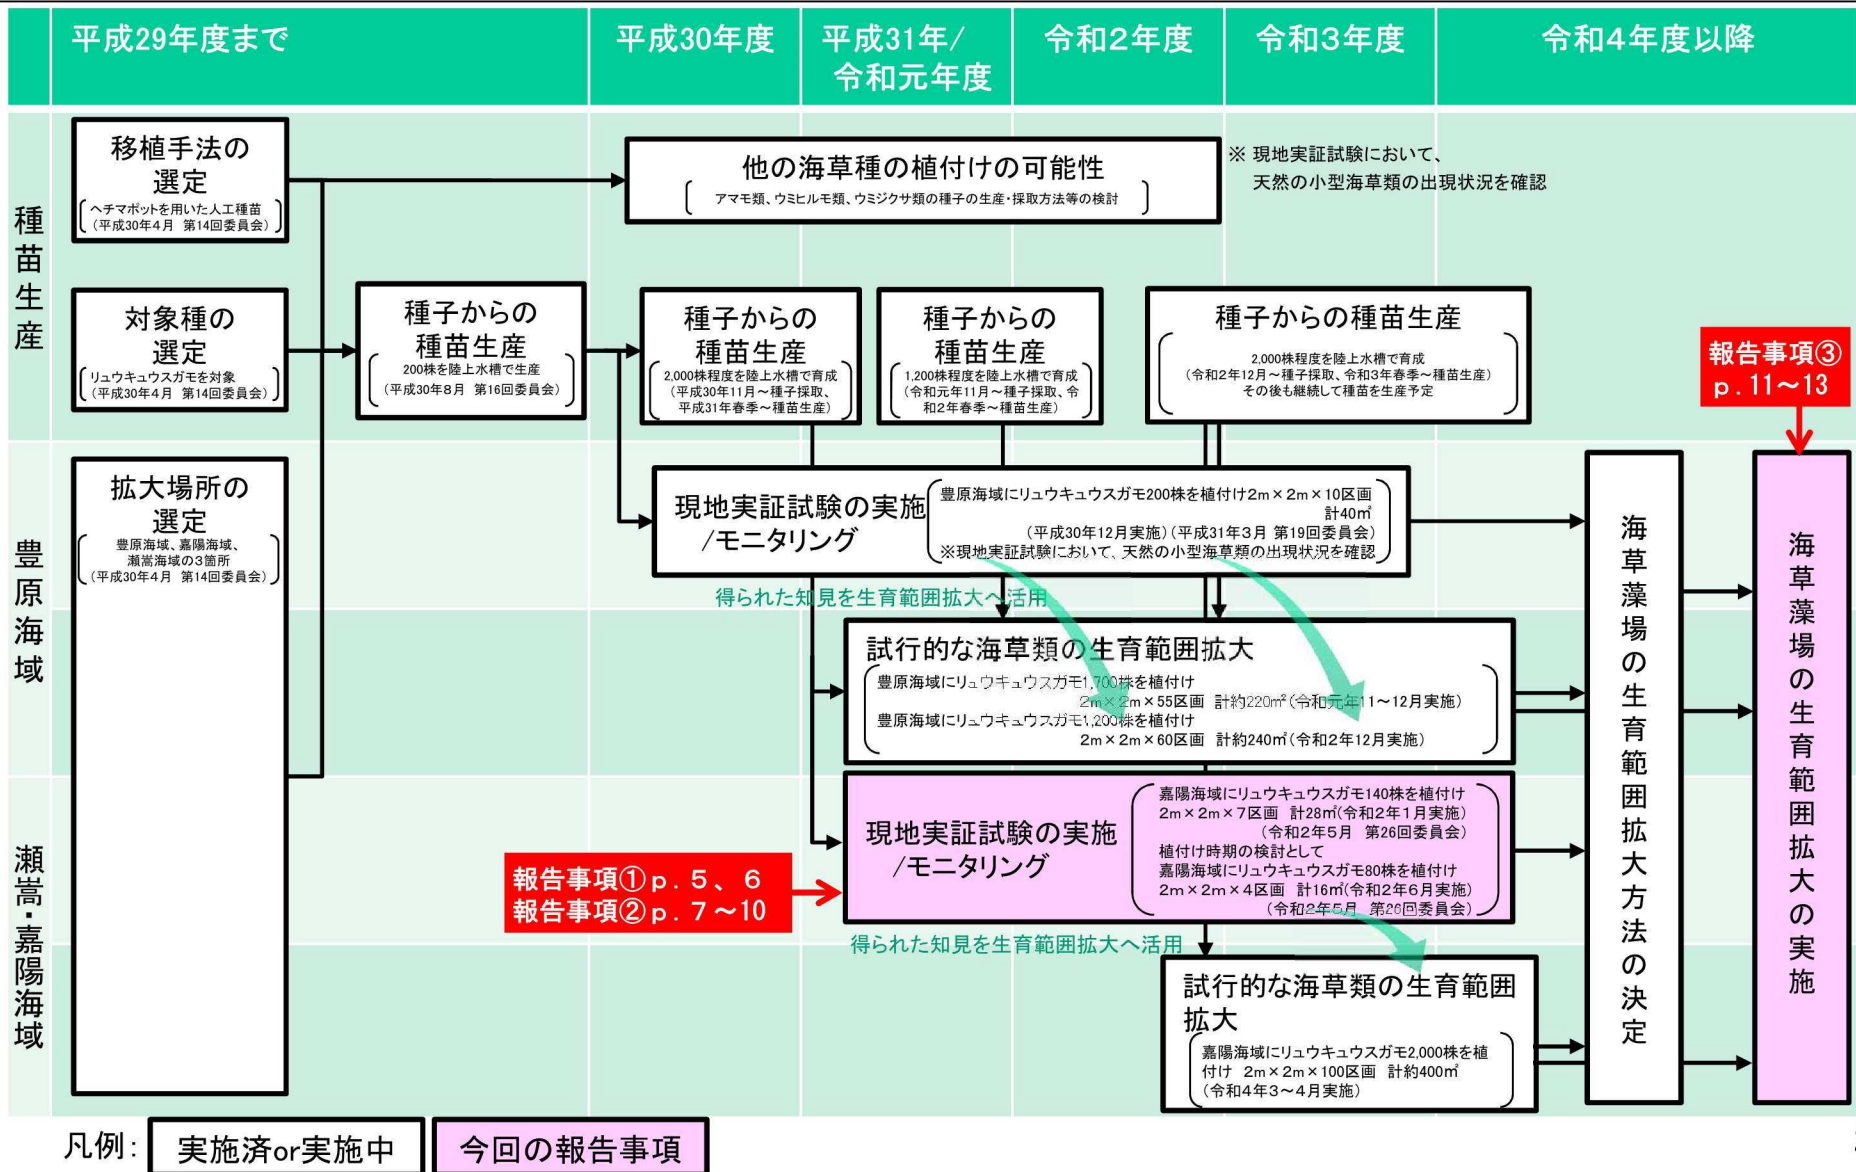 平成29年度まで
平成30年度
平成31年/
令和元年度
令和2年度
令和3年度
令和4年度以降
種苗生産
移植手法の
選定
ヘチマポットを用いた人工種苗
(平成30年4月 第14回委員会)
他の海草種の植付けの可能性
アマモ類、ウミヒルモ類、ウミジクサ類の種子の生産・採取方法等の検討
※ 現地実証試験において、
天然の小型海草類の出現状況を確認
対象種の
選定
リュウキュウスガモを対象
(平成30年4月 第14回委員会)
種子からの
種苗生産
200株を陸上水槽で生産
(平成30年8月 第16回委員会)
種子からの
種苗生産
2,000株程度を陸上水槽で育成
(平成30年11月~種子採取、
平成31年春季~種苗生産)
種子からの
種苗生産
1,200株程度を陸上水槽で育成
(令和元年11月~種子採取、令
和2年春季~種苗生産)
種子からの種苗生産
2,000株程度を陸上水槽で育成
(令和2年12月~種子採取、令和3年春季~種苗生産)
その後も継続して種苗を生産予定
報告事項③
p.11~13
豊原海域
拡大場所の
選定
豊原海域、嘉陽海域、
瀬嵩海域の3箇所
(平成30年4月 第14回委員会)
現地実証試験の実施
/モニタリング
豊原海域にリュウキュウスガモ200株を植付け2m×2m×10区画
計40㎡
(平成30年12月実施)(平成31年3月 第19回委員会)
※現地実証試験において、天然の小型海草類の出現状況を確認
得られた知見を生育範囲拡大へ活用
試行的な海草類の生育範囲拡大
豊原海域にリュウキュウスガモ1,700株を植付け
2m×2m×55区画 計約220㎡(令和元年11~12月実施)
豊原海域にリュウキュウスガモ1,200株を植付け
2m×2m×60区画 計約240㎡(令和2年12月実施)
瀬嵩・嘉陽海域
現地実証試験の実施
/モニタリング
嘉陽海域にリュウキュウスガモ140株を植付け
2m×2m×7区画 計28㎡(令和2年1月実施)
(令和2年5月 第26回委員会)
植付け時期の検討として
嘉陽海域にリュウキュウスガモ80株を植付け
2m×2m×4区画 計16㎡(令和2年6月実施)
(令和2年5月 第26回委員会)
報告事項①p.5、6
報告事項②p.7~10
得られた知見を生育範囲拡大へ活用
試行的な海草類の生育範囲
拡大
嘉陽海域にリュウキュウスガモ2,000株を植
付け 2m×2m×100区画 計約400㎡
(令和4年3~4月実施)
海草藻場の生育範囲拡大方法の決定
海草藻場の生育範囲拡大の実施
凡例:
実施済or実施中
今回の報告事項